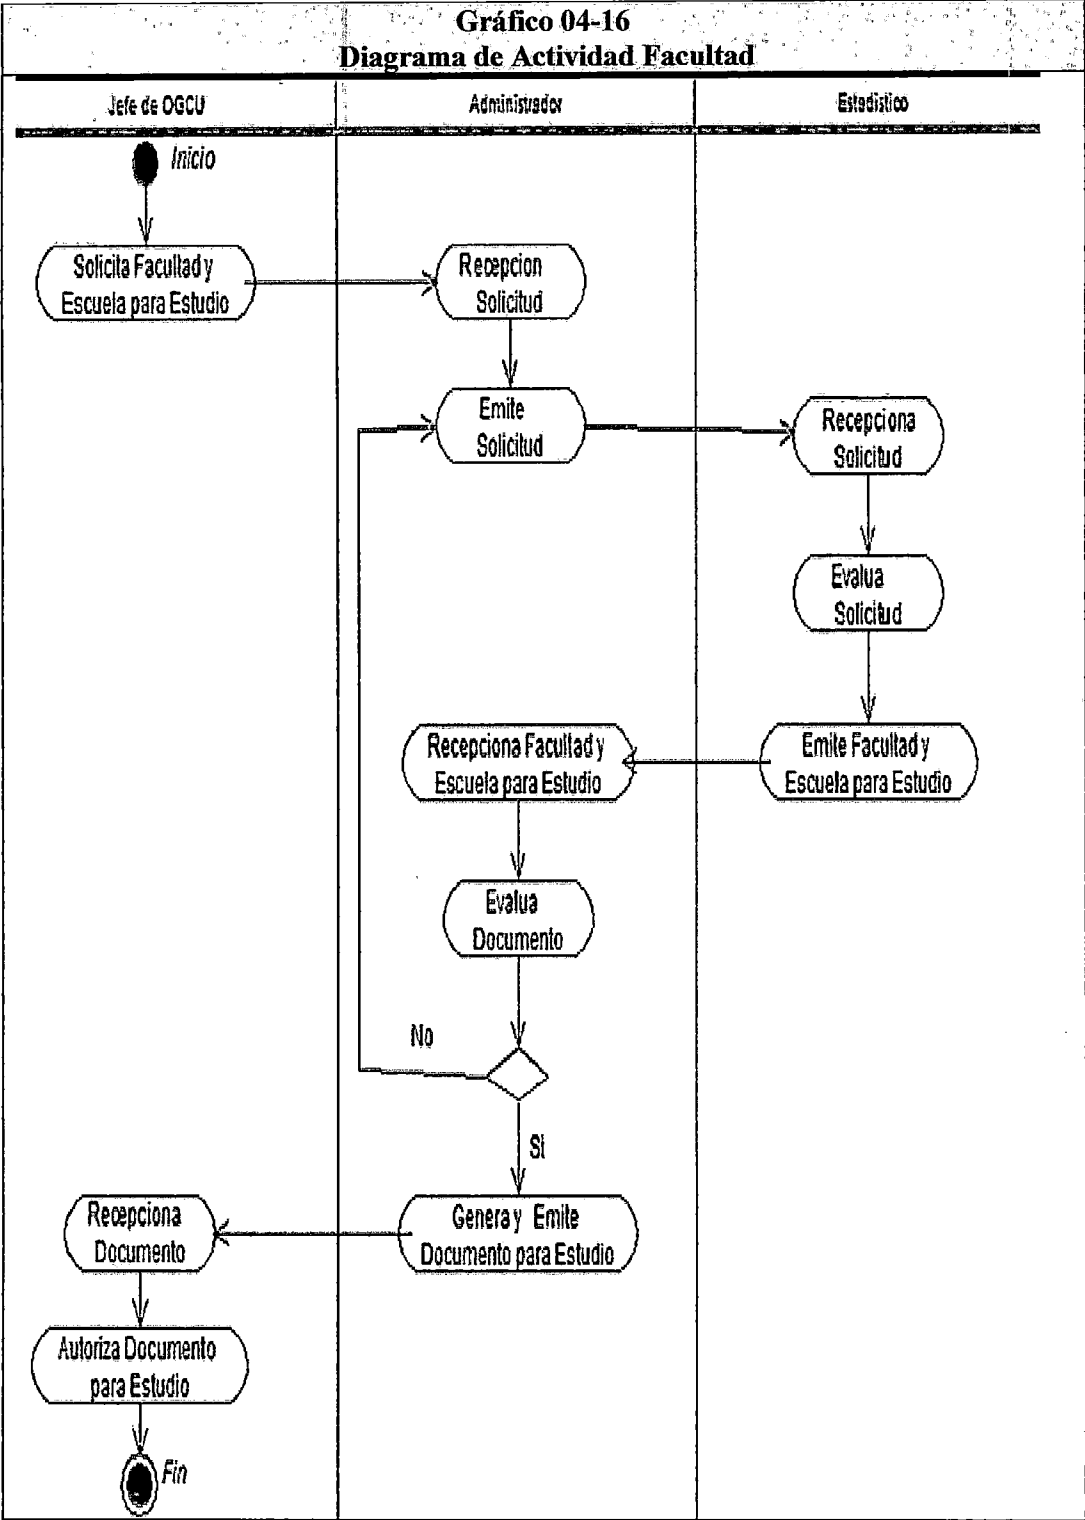 Gráfico 04-16
Diagrama de Actividad Facultad
Jefe de OGCU
Administrador
Estadistico
Inicio
Solicita Facultad y
Escuela para Estudio
Recepcion
Solicitud
Emite
Solicitud
Recepciona
Solicitud
Evalua
Solicitud
Emite Facultad y
Escuela para Estudio
Recepciona Facultad y
Escuela para Estudio
Evalua
Documento
No
Si
Genera y Emite
Documento para Estudio
Recepciona
Documento
Autoriza Documento
para Estudio
Fin